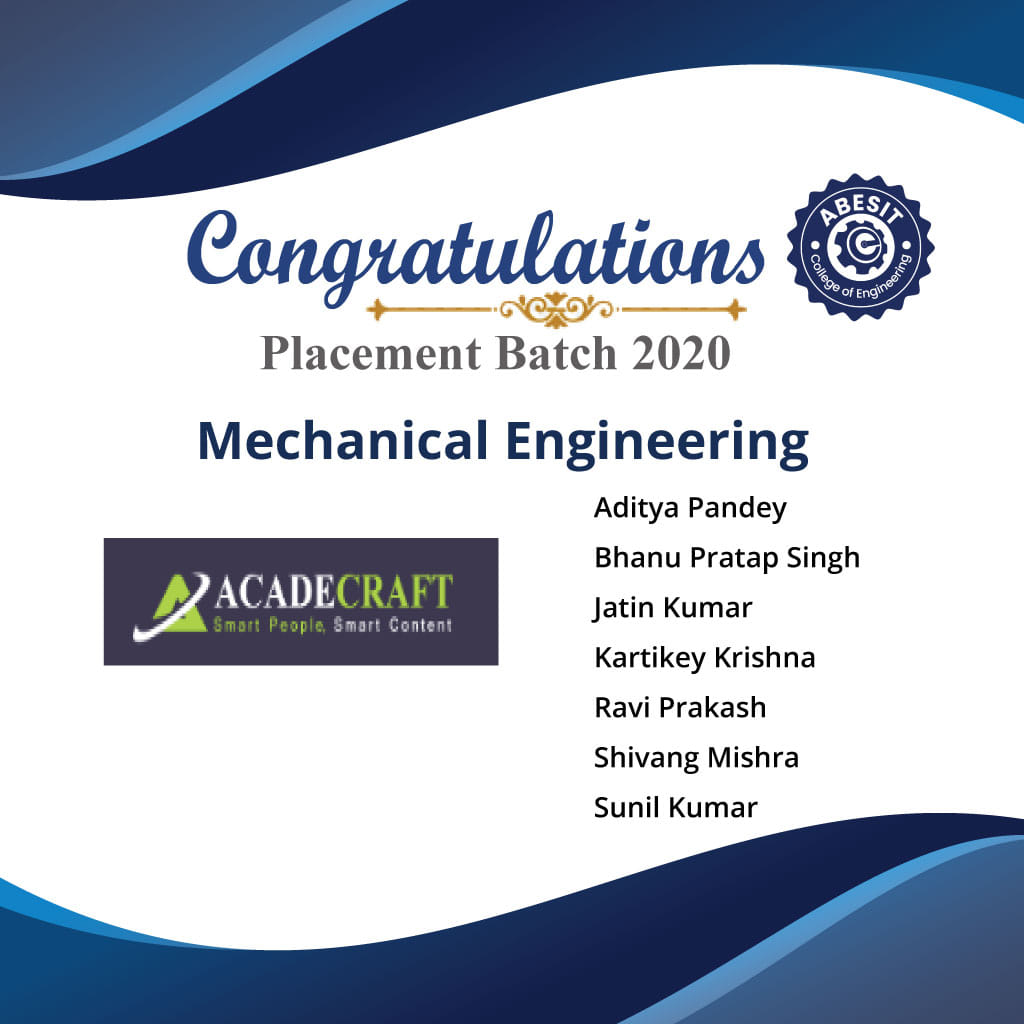 Congratulations
ABESIT
College of Engineering
Placement Batch 2020
Mechanical Engineering
ACADECRAFT
Smart People, Smart Content
Aditya Pandey
Bhanu Pratap Singh
Jatin Kumar
Kartikey Krishna
Ravi Prakash
Shivang Mishra
Sunil Kumar